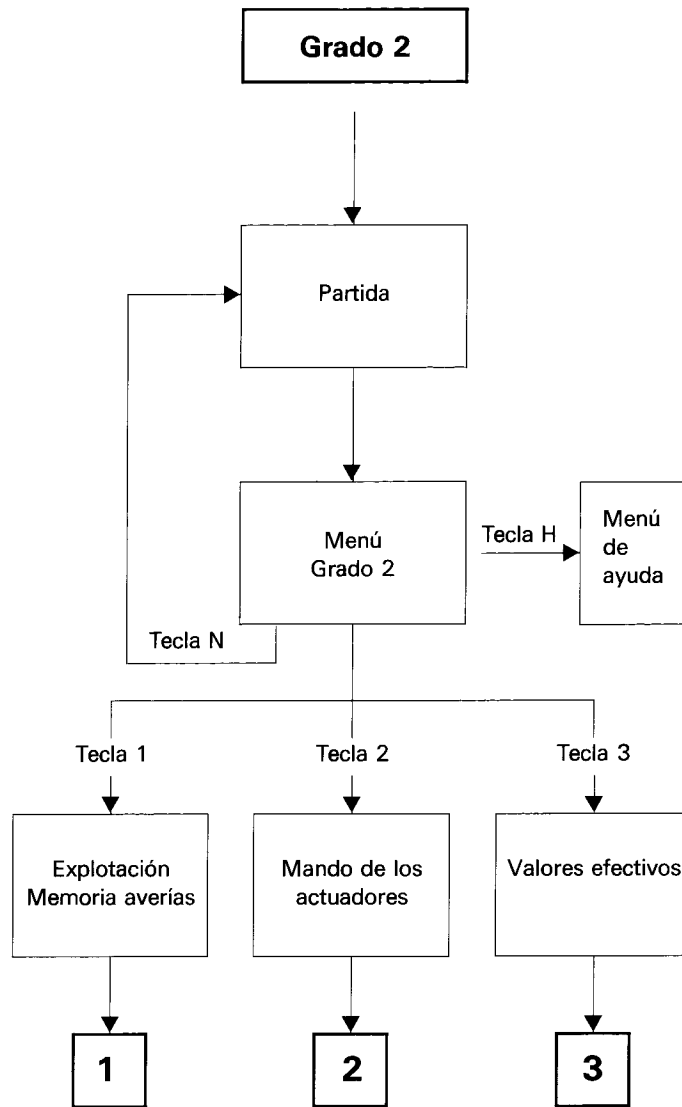 Grado 2
Partida
Menú
Grado 2
Tecla H
Menú
de
ayuda
Tecla N
Tecla 1
Tecla 2
Tecla 3
Explotación
Memoria averías
Mando de los
actuadores
Valores efectivos
1
2
3